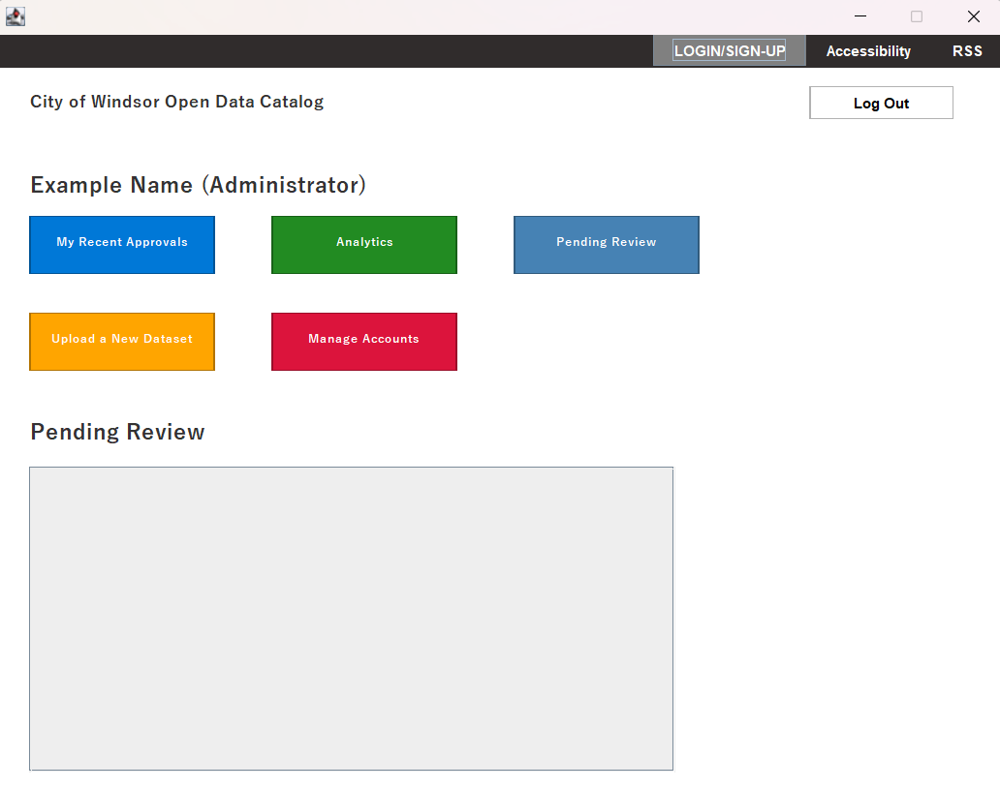 LOGIN/SIGN-UP Accessibility RSS
City of Windsor Open Data Catalog
Log Out
Example Name (Administrator)
My Recent Approvals
Analytics
Pending Review
Upload a New Dataset
Manage Accounts
Pending Review